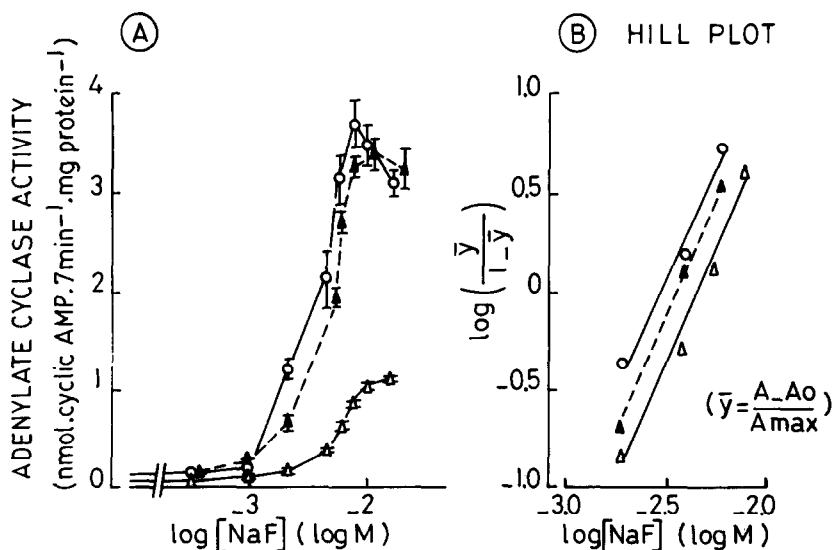 A
B HILL PLOT
ADENYLATE CYCLASE ACTIVITY
(nmol.cyclic AMP.7min⁻¹.mg protein⁻¹)
4
3
2
1
0
-3
-2
log [NaF] (log M)
log (ȳ / 1-ȳ)
1.0
0.5
0
-0.5
-1.0
-3.0
-2.5
-2.0
(ȳ = A-Ao / Amax)
log[NaF] (log M)